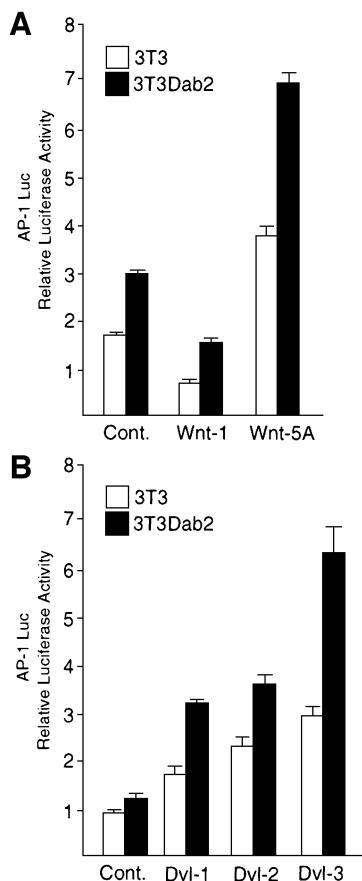 A
8
7
6
5
4
3
2
1
AP-1 Luc
Relative Luciferase Activity
3T3
3T3Dab2
Cont. Wnt-1 Wnt-5A
B
8
7
6
5
4
3
2
1
AP-1 Luc
Relative Luciferase Activity
3T3
3T3Dab2
Cont. Dvl-1 Dvl-2 Dvl-3